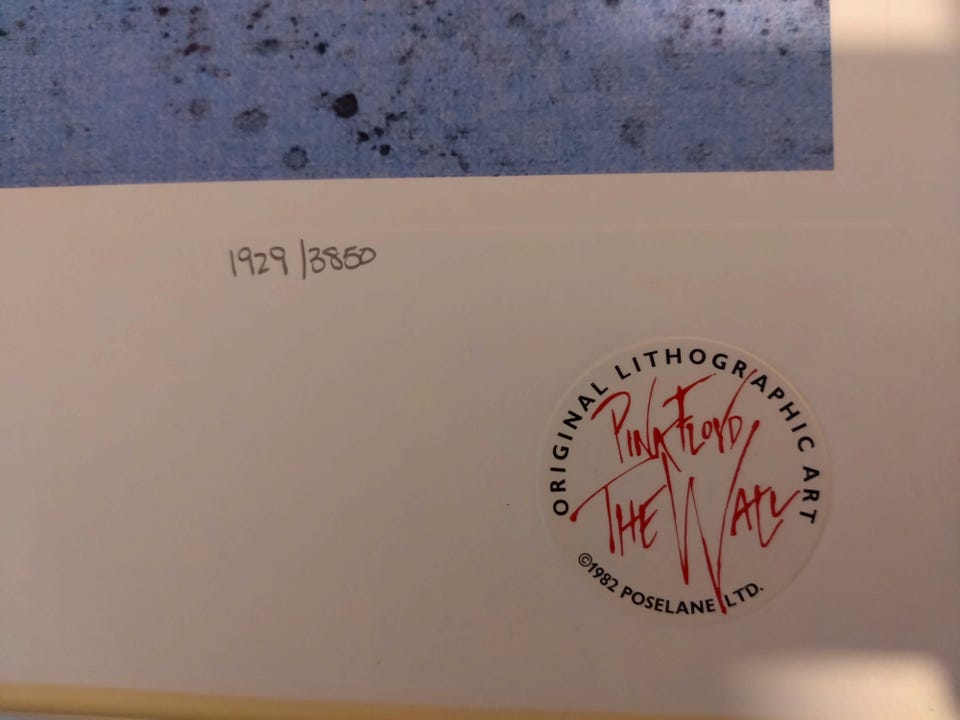 1929/3850
ORIGINAL LITHOGRAPHIC ART
PINK FLOYD
THE WALL
©1982 POSELANE LTD.